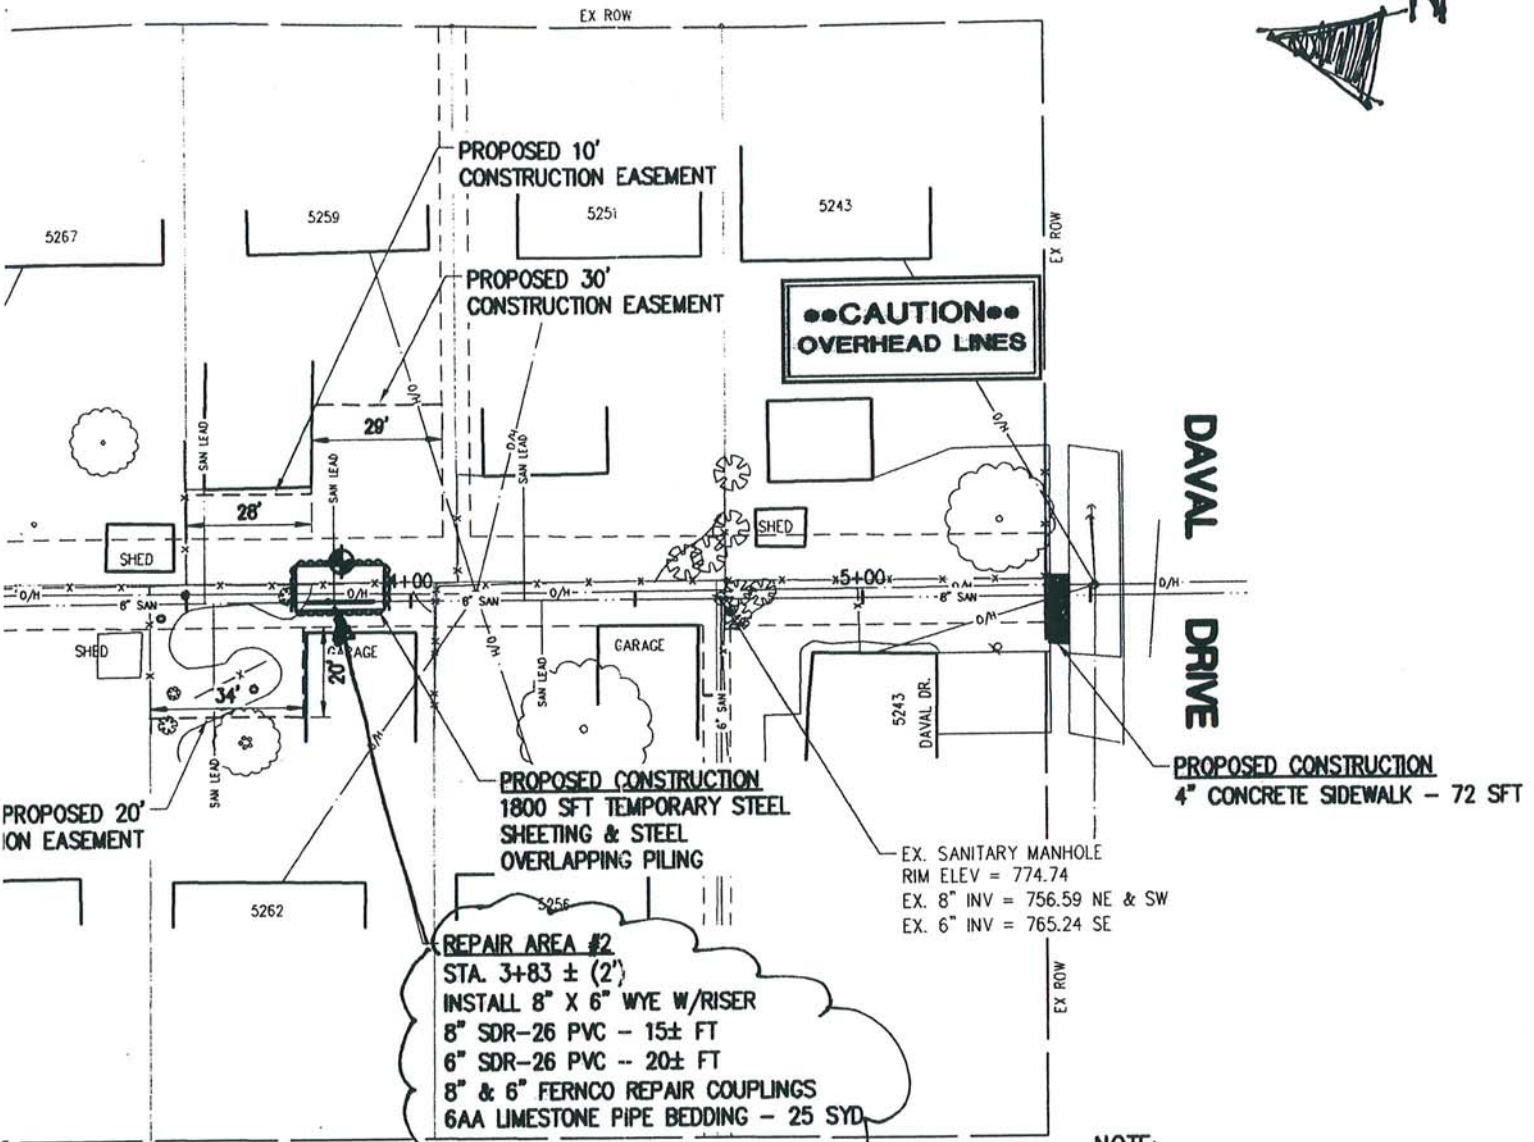 EX ROW
N
PROPOSED 10'
CONSTRUCTION EASEMENT
5267
5259
5251
5243
EX ROW
PROPOSED 30'
CONSTRUCTION EASEMENT
••CAUTION••
OVERHEAD LINES
O/H
O/H
O/H
29'
SAN LEAD
SAN LEAD
SAN LEAD
28'
SHED
SHED
DAVAL DRIVE
4+00
5+00
O/H
6" SAN
O/H
6" SAN
O/H
O/H
8" SAN
O/H
O/H
SHED
GARAGE
GARAGE
20'
34'
O/H
SAN LEAD
SAN LEAD
O/H
6" SAN
5243
DAVAL DR.
PROPOSED 20'
ION EASEMENT
PROPOSED CONSTRUCTION
1800 SFT TEMPORARY STEEL
SHEETING & STEEL
OVERLAPPING PILING
PROPOSED CONSTRUCTION
4" CONCRETE SIDEWALK - 72 SFT
EX. SANITARY MANHOLE
RIM ELEV = 774.74
EX. 8" INV = 756.59 NE & SW
EX. 6" INV = 765.24 SE
5262
5256
EX ROW
REPAIR AREA #2
STA. 3+83 ± (2')
INSTALL 8" X 6" WYE W/RISER
8" SDR-26 PVC - 15± FT
6" SDR-26 PVC -- 20± FT
8" & 6" FERNCO REPAIR COUPLINGS
6AA LIMESTONE PIPE BEDDING - 25 SYD
NOTE: